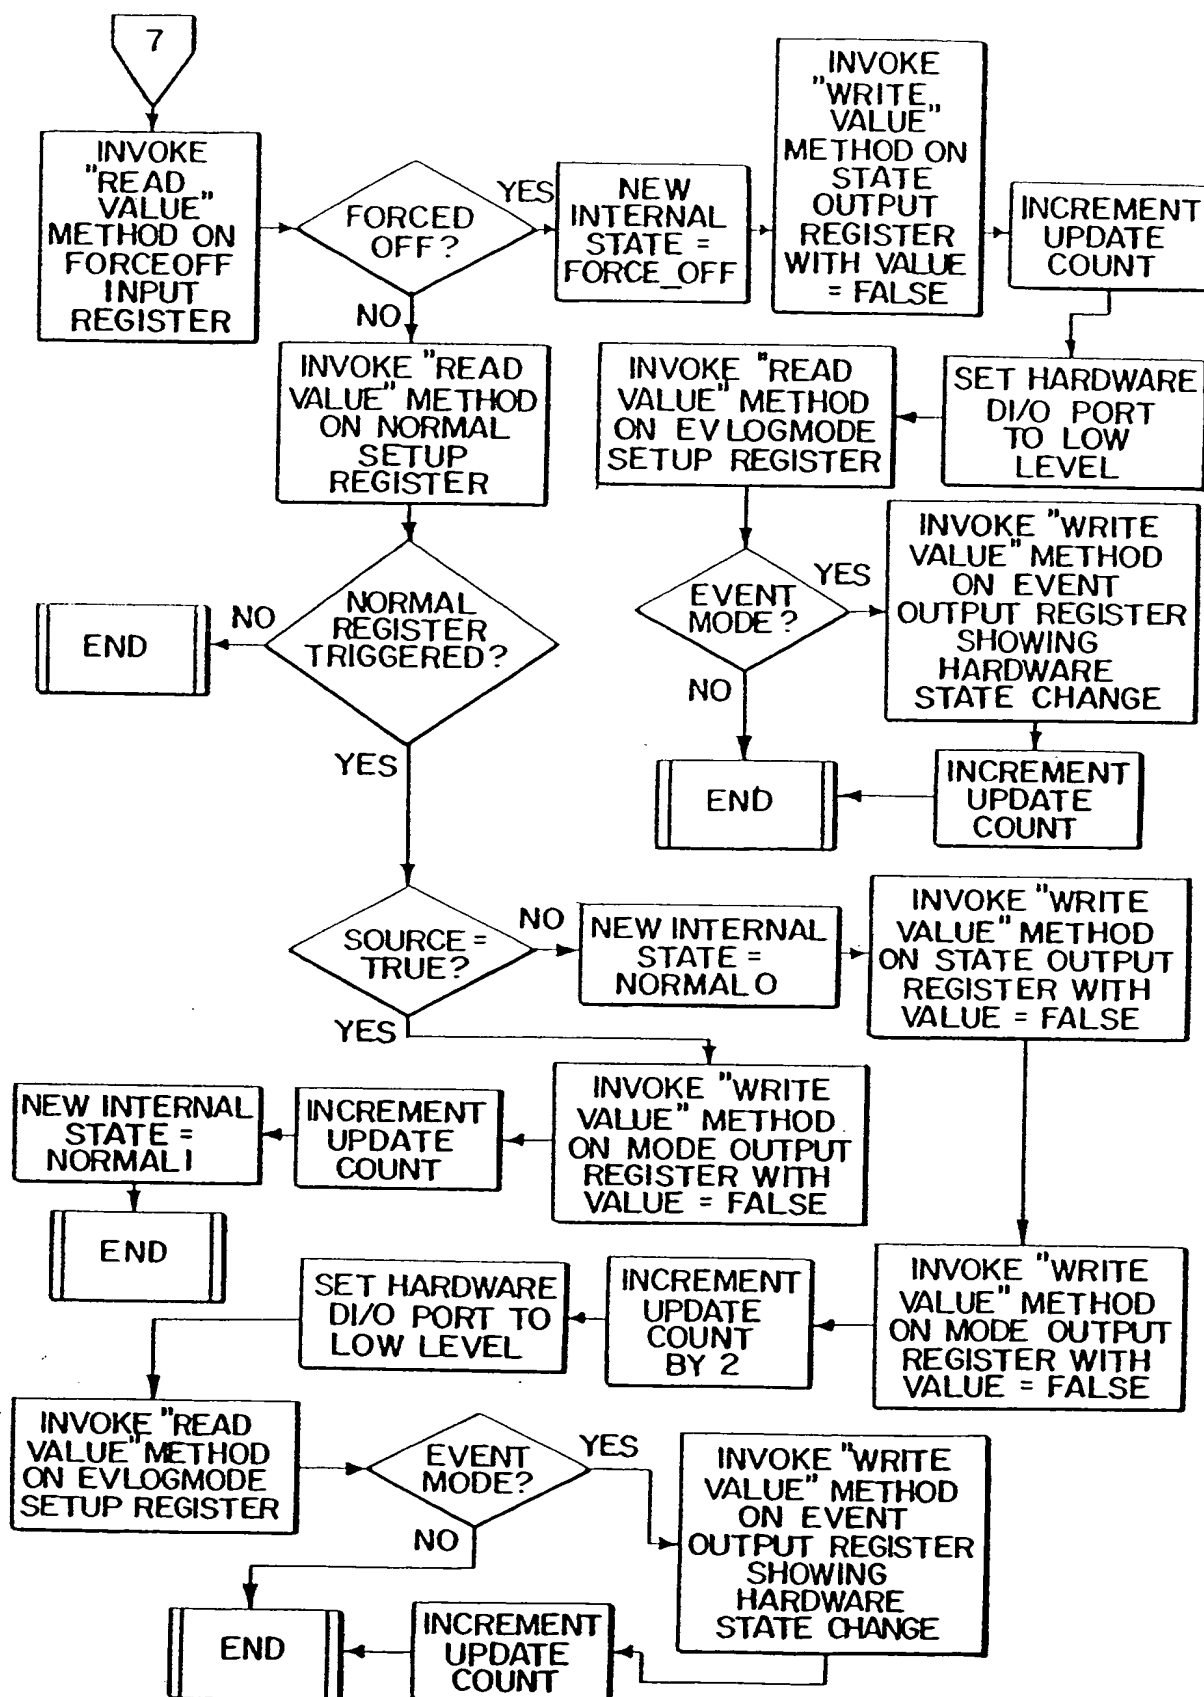 7
INVOKE
"READ
VALUE"
METHOD ON
FORCEOFF
INPUT
REGISTER
FORCED
OFF?
YES
NO
NEW
INTERNAL
STATE =
FORCE_OFF
INVOKE
"WRITE
VALUE"
METHOD ON
STATE
OUTPUT
REGISTER
WITH VALUE
= FALSE
INCREMENT
UPDATE
COUNT
SET HARDWARE
DI/O PORT
TO LOW
LEVEL
INVOKE "READ
VALUE" METHOD
ON EVLOGMODE
SETUP REGISTER
INVOKE "READ
VALUE" METHOD
ON NORMAL
SETUP
REGISTER
EVENT
MODE?
YES
NO
INVOKE "WRITE
VALUE" METHOD
ON EVENT
OUTPUT REGISTER
SHOWING
HARDWARE
STATE CHANGE
INCREMENT
UPDATE
COUNT
END
NORMAL
REGISTER
TRIGGERED?
NO
END
YES
SOURCE =
TRUE?
NO
NEW INTERNAL
STATE =
NORMAL0
INVOKE "WRITE
VALUE" METHOD
ON STATE OUTPUT
REGISTER WITH
VALUE = FALSE
YES
INVOKE "WRITE
VALUE" METHOD
ON MODE OUTPUT
REGISTER WITH
VALUE = FALSE
INCREMENT
UPDATE
COUNT
NEW INTERNAL
STATE =
NORMAL1
END
INVOKE "WRITE
VALUE" METHOD
ON MODE OUTPUT
REGISTER WITH
VALUE = FALSE
INCREMENT
UPDATE
COUNT
BY 2
SET HARDWARE
DI/O PORT TO
LOW LEVEL
INVOKE "READ
VALUE" METHOD
ON EVLOGMODE
SETUP REGISTER
EVENT
MODE?
YES
NO
INVOKE "WRITE
VALUE" METHOD
ON EVENT
OUTPUT REGISTER
SHOWING
HARDWARE
STATE CHANGE
INCREMENT
UPDATE
COUNT
END